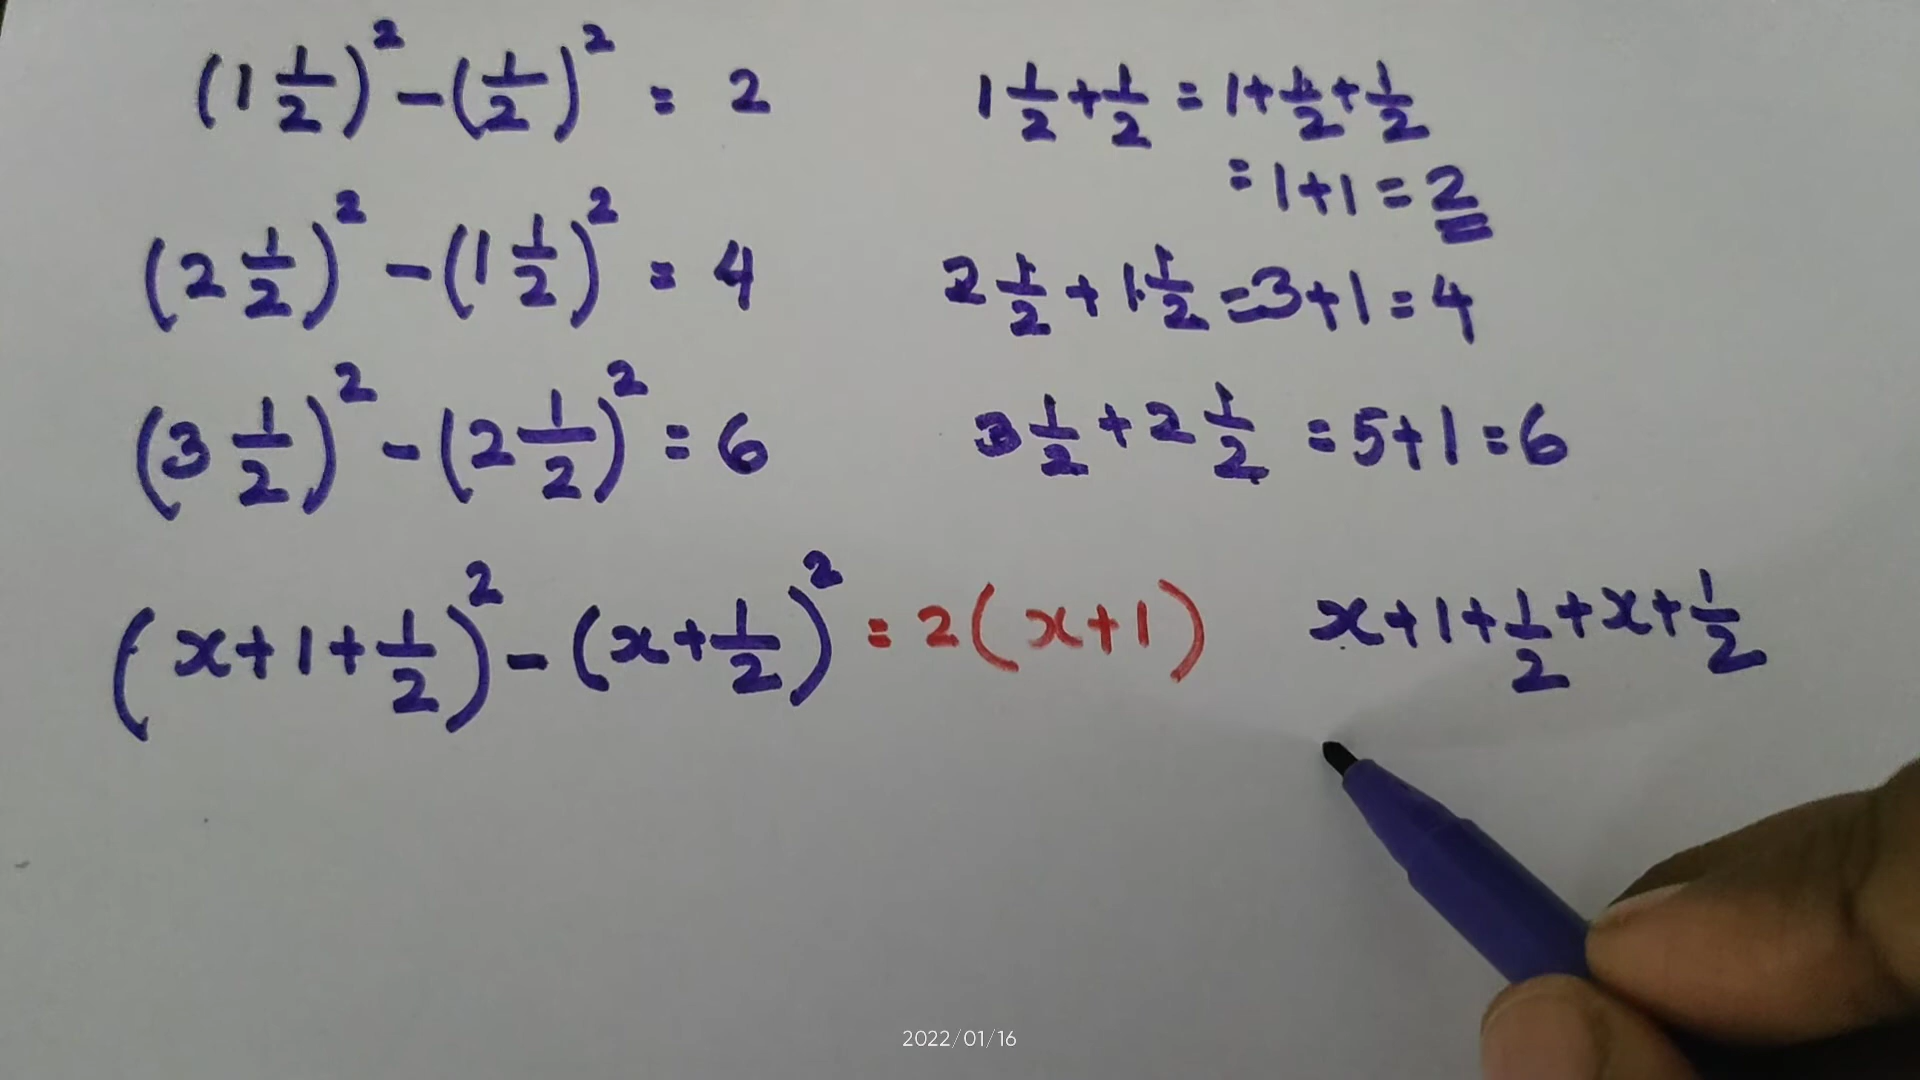 (1 1/2)² - (1/2)² = 2
1 1/2 + 1/2 = 1 + 1/2 + 1/2
= 1 + 1 = 2
(2 1/2)² - (1 1/2)² = 4
2 1/2 + 1 1/2 = 3 + 1 = 4
(3 1/2)² - (2 1/2)² = 6
3 1/2 + 2 1/2 = 5 + 1 = 6
(x + 1 + 1/2)² - (x + 1/2)² = 2(x + 1)
x + 1 + 1/2 + x + 1/2
2022/01/16